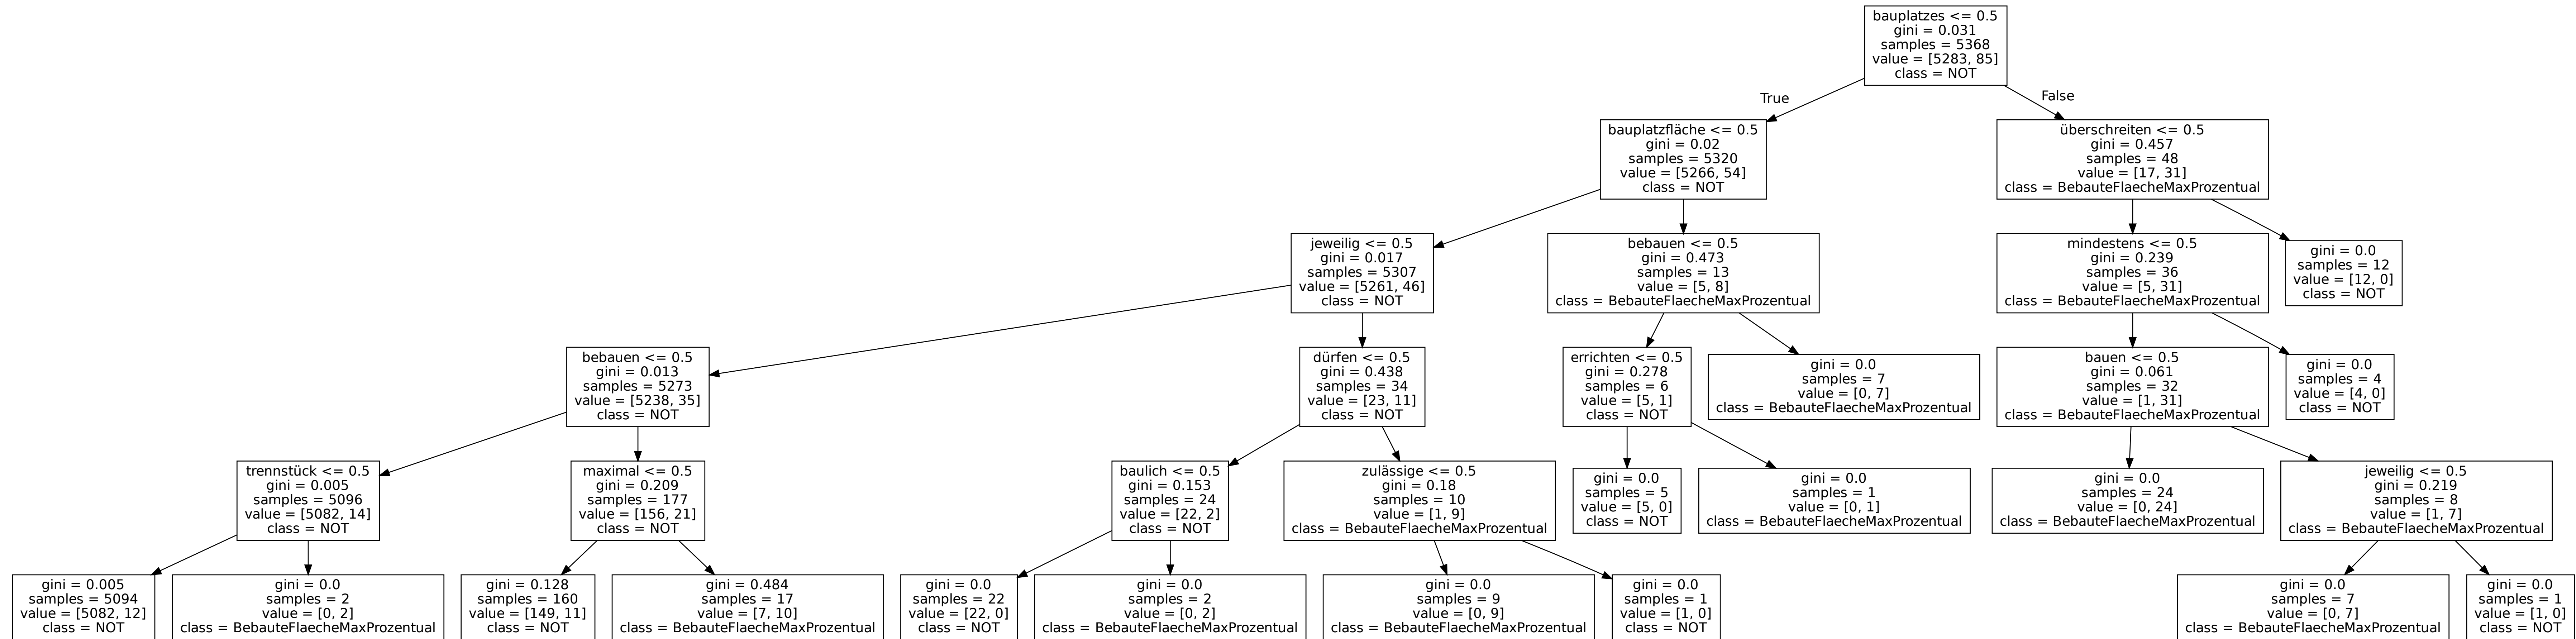 bauplatzes <= 0.5
gini = 0.031
samples = 5368
value = [5283, 85]
class = NOT
True
False
bauplatzfläche <= 0.5
gini = 0.02
samples = 5320
value = [5266, 54]
class = NOT
überschreiten <= 0.5
gini = 0.457
samples = 48
value = [17, 31]
class = BebauteFlaecheMaxProzentual
jeweilig <= 0.5
gini = 0.017
samples = 5307
value = [5261, 46]
class = NOT
bebauen <= 0.5
gini = 0.473
samples = 13
value = [5, 8]
class = BebauteFlaecheMaxProzentual
mindestens <= 0.5
gini = 0.239
samples = 36
value = [5, 31]
class = BebauteFlaecheMaxProzentual
gini = 0.0
samples = 12
value = [12, 0]
class = NOT
bebauen <= 0.5
gini = 0.013
samples = 5273
value = [5238, 35]
class = NOT
dürfen <= 0.5
gini = 0.438
samples = 34
value = [23, 11]
class = NOT
errichten <= 0.5
gini = 0.278
samples = 6
value = [5, 1]
class = NOT
gini = 0.0
samples = 7
value = [0, 7]
class = BebauteFlaecheMaxProzentual
bauen <= 0.5
gini = 0.061
samples = 32
value = [1, 31]
class = BebauteFlaecheMaxProzentual
gini = 0.0
samples = 4
value = [4, 0]
class = NOT
trennstück <= 0.5
gini = 0.005
samples = 5096
value = [5082, 14]
class = NOT
maximal <= 0.5
gini = 0.209
samples = 177
value = [156, 21]
class = NOT
baulich <= 0.5
gini = 0.153
samples = 24
value = [22, 2]
class = NOT
zulässige <= 0.5
gini = 0.18
samples = 10
value = [1, 9]
class = BebauteFlaecheMaxProzentual
gini = 0.0
samples = 5
value = [5, 0]
class = NOT
gini = 0.0
samples = 1
value = [0, 1]
class = BebauteFlaecheMaxProzentual
gini = 0.0
samples = 24
value = [0, 24]
class = BebauteFlaecheMaxProzentual
jeweilig <= 0.5
gini = 0.219
samples = 8
value = [1, 7]
class = BebauteFlaecheMaxProzentual
gini = 0.005
samples = 5094
value = [5082, 12]
class = NOT
gini = 0.0
samples = 2
value = [0, 2]
class = BebauteFlaecheMaxProzentual
gini = 0.128
samples = 160
value = [149, 11]
class = NOT
gini = 0.484
samples = 17
value = [7, 10]
class = BebauteFlaecheMaxProzentual
gini = 0.0
samples = 22
value = [22, 0]
class = NOT
gini = 0.0
samples = 2
value = [0, 2]
class = BebauteFlaecheMaxProzentual
gini = 0.0
samples = 9
value = [0, 9]
class = BebauteFlaecheMaxProzentual
gini = 0.0
samples = 1
value = [1, 0]
class = NOT
gini = 0.0
samples = 7
value = [0, 7]
class = BebauteFlaecheMaxProzentual
gini = 0.0
samples = 1
value = [1, 0]
class = NOT